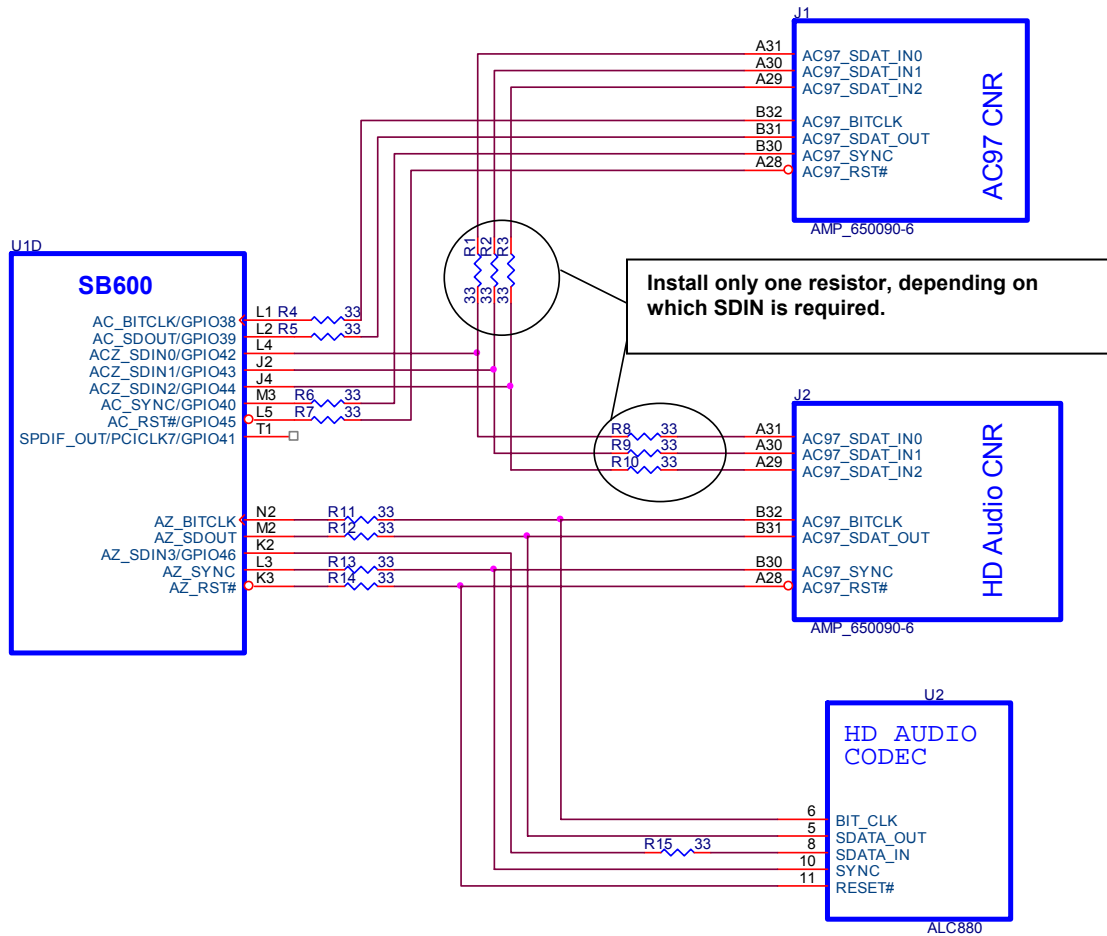 J1
A31 AC97_SDAT_IN0
A30 AC97_SDAT_IN1
A29 AC97_SDAT_IN2
B32 AC97_BITCLK
B31 AC97_SDAT_OUT
B30 AC97_SYNC
A28 AC97_RST#
AC97 CNR
AMP_650090-6
R1 33
R2 33
R3 33
Install only one resistor, depending on
which SDIN is required.
U1D
SB600
AC_BITCLK/GPIO38 L1 R4 33
AC_SDOUT/GPIO39 L2 R5 33
ACZ_SDIN0/GPIO42 L4
ACZ_SDIN1/GPIO43 J2
ACZ_SDIN2/GPIO44 J4
AC_SYNC/GPIO40 M3 R6 33
AC_RST#/GPIO45 L5 R7 33
SPDIF_OUT/PCICLK7/GPIO41 T1
AZ_BITCLK N2 R11 33
AZ_SDOUT M2 R12 33
AZ_SDIN3/GPIO46 K2
AZ_SYNC L3 R13 33
AZ_RST# K3 R14 33
J2
R8 33 A31 AC97_SDAT_IN0
R9 33 A30 AC97_SDAT_IN1
R10 33 A29 AC97_SDAT_IN2
B32 AC97_BITCLK
B31 AC97_SDAT_OUT
B30 AC97_SYNC
A28 AC97_RST#
HD Audio CNR
AMP_650090-6
U2
HD AUDIO
CODEC
6 BIT_CLK
5 SDATA_OUT
R15 33 8 SDATA_IN
10 SYNC
11 RESET#
ALC880